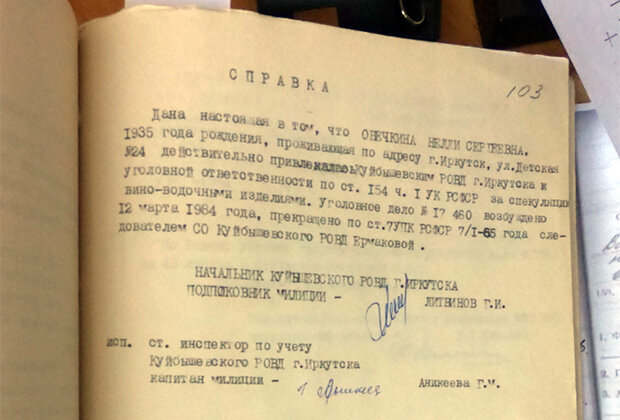 103
СПРАВКА
Дана настоящая в том, что ОВЕЧКИНА НЕЛЛИ СЕРГЕЕВНА,
1935 года рождения, проживающая по адресу г.Иркутск, ул.Детская
№24 действительно привлекалась Куйбышевским РОВД г.Иркутска к
уголовной ответственности по ст. 154 ч. I УК РСФСР за спекуляцию
вино-водочными изделиями. Уголовное дело № 17 460 возбуждено
12 марта 1984 года, прекращено по ст.7УПК РСФСР 7/I-85 года сле-
дователем СО Куйбышевского РОВД Ермаковой.
НАЧАЛЬНИК КУЙБЫШЕВСКОГО РОВД Г.ИРКУТСКА
ПОДПОЛКОВНИК МИЛИЦИИ - ЛИТВИНОВ Г.И.
исп. ст. инспектор по учету
Куйбышевского РОВД г.Иркутска
капитан милиции - Аникеева Г.М.